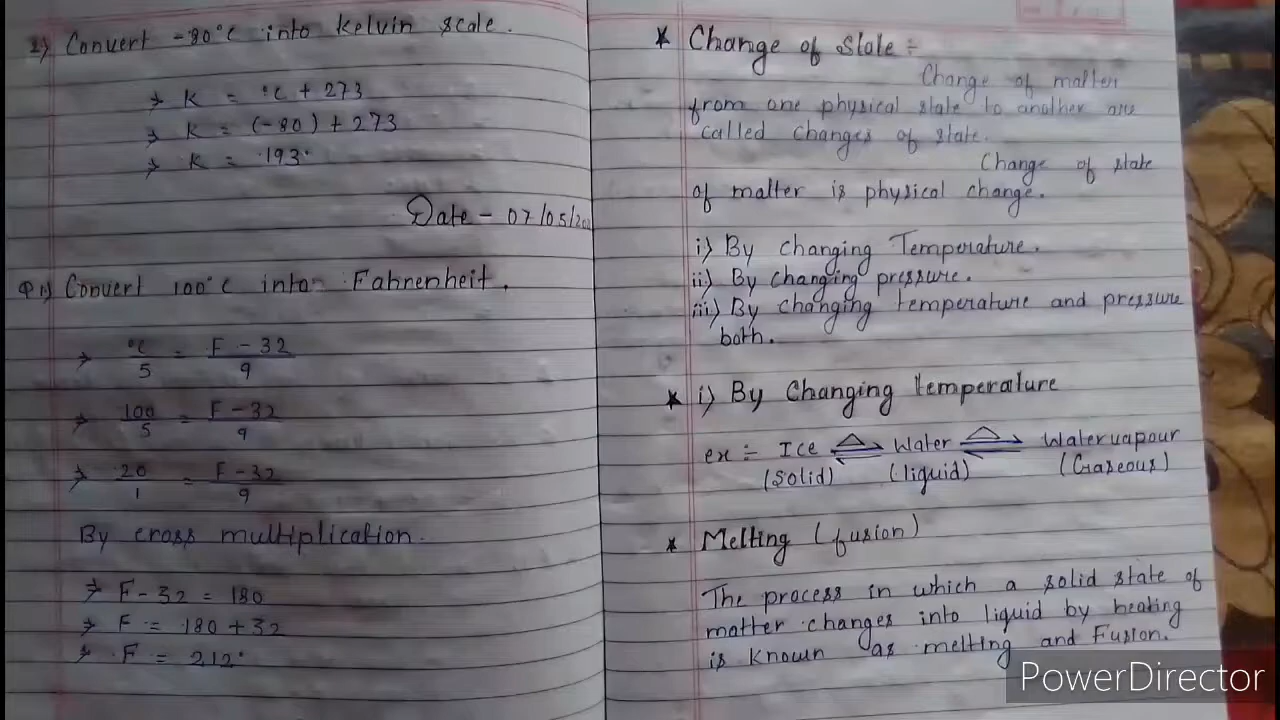 2) Convert -80°C into Kelvin scale.
→ K = °C + 273
→ K = (-80) + 273
→ K = 193°
Date - 07/05/20
Q1) Convert 100°C into Fahrenheit.
→ °C/5 = F - 32/9
→ 100/5 = F - 32/9
→ 20/1 = F - 32/9
By cross multiplication.
→ F - 32 = 180
→ F = 180 + 32
→ F = 212°
* Change of State :-
Change of matter
from one physical state to another are
called changes of state.
Change of state
of matter is physical change.
i) By changing Temperature.
ii) By changing pressure.
iii) By changing temperature and pressure
both.
* i) By Changing temperature
ex :- Ice ⇌ Water ⇌ Water vapour
(Solid) (liquid) (Gaseous)
* Melting (fusion)
The process in which a solid state of
matter changes into liquid by heating
is known as melting and Fusion.
PowerDirector